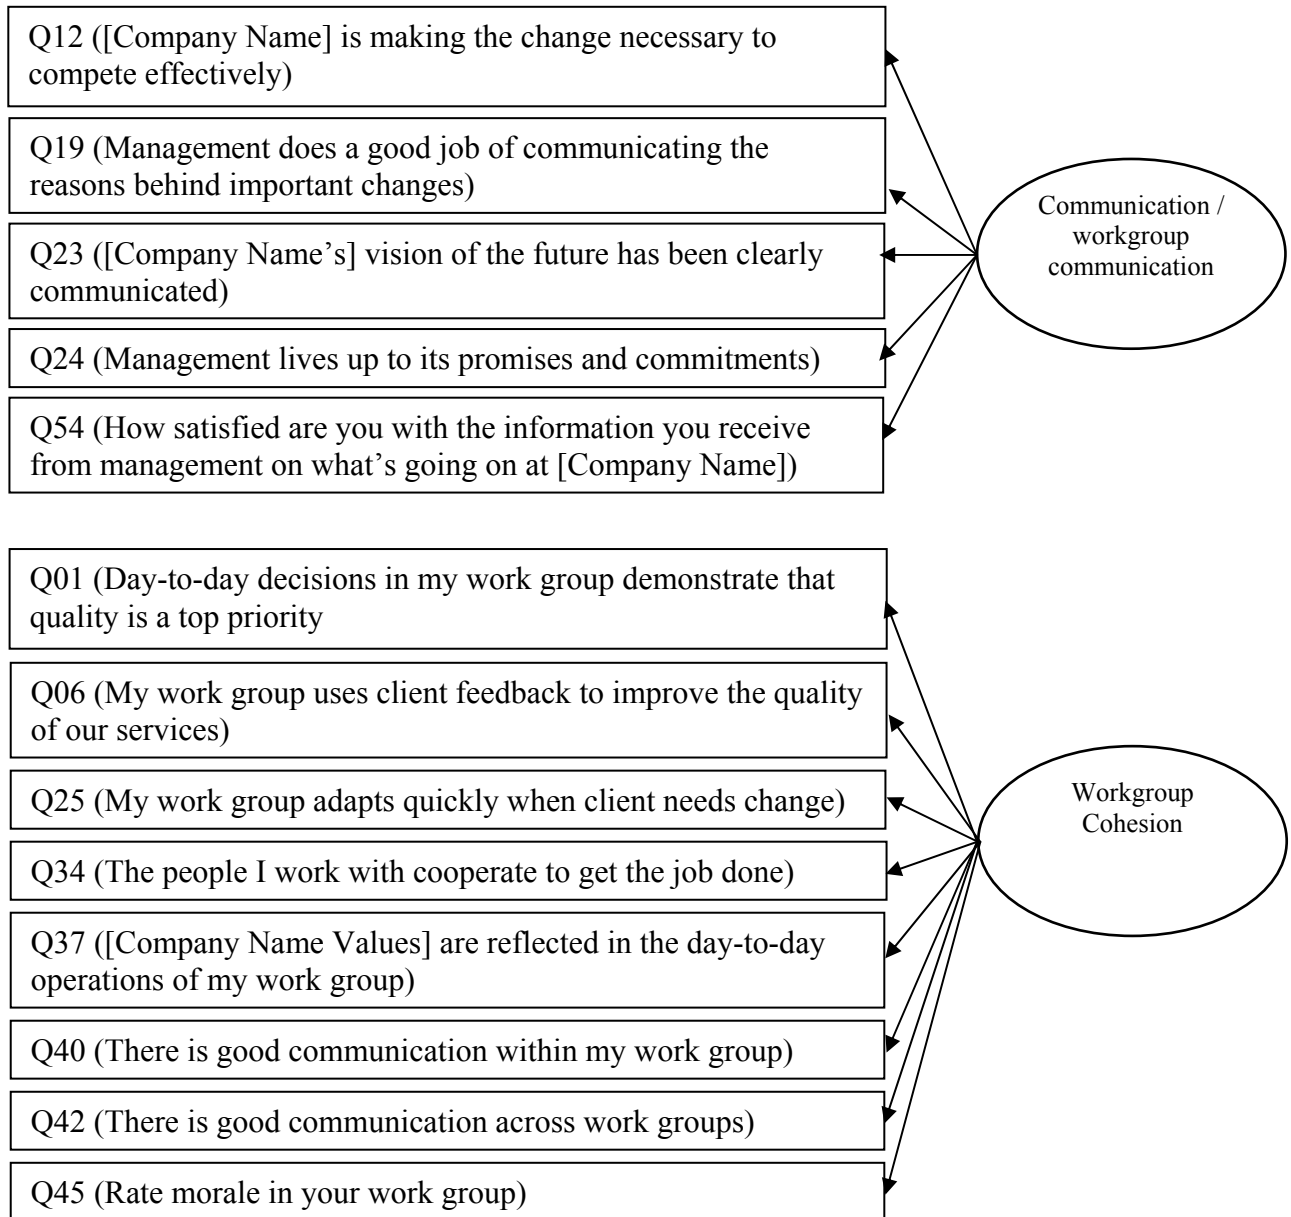 Q12 ([Company Name] is making the change necessary to
compete effectively)
Q19 (Management does a good job of communicating the
reasons behind important changes)
Q23 ([Company Name’s] vision of the future has been clearly
communicated)
Q24 (Management lives up to its promises and commitments)
Q54 (How satisfied are you with the information you receive
from management on what’s going on at [Company Name])
Communication /
workgroup
communication
Q01 (Day-to-day decisions in my work group demonstrate that
quality is a top priority
Q06 (My work group uses client feedback to improve the quality
of our services)
Q25 (My work group adapts quickly when client needs change)
Q34 (The people I work with cooperate to get the job done)
Q37 ([Company Name Values] are reflected in the day-to-day
operations of my work group)
Q40 (There is good communication within my work group)
Q42 (There is good communication across work groups)
Q45 (Rate morale in your work group)
Workgroup
Cohesion